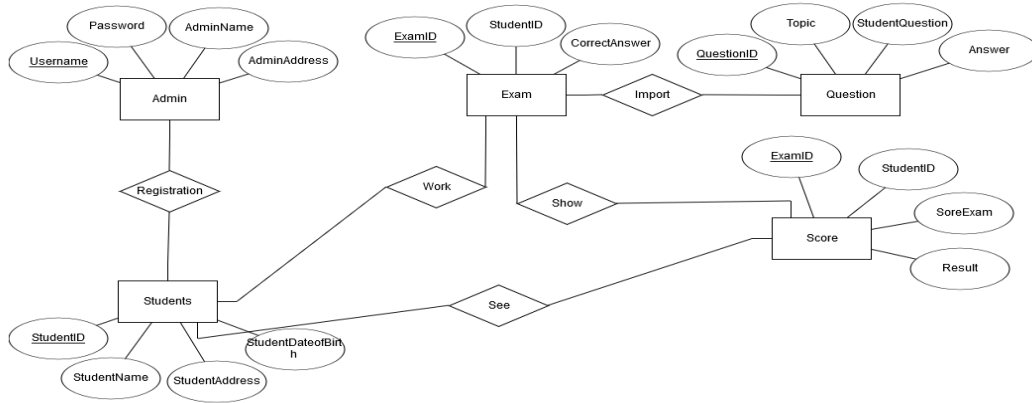 Password
AdminName
Username
AdminAddress
Admin
Registration
Students
StudentID
StudentName
StudentAddress
StudentDateofBirt
h
ExamID
StudentID
CorrectAnswer
Exam
Import
Topic
StudentQuestion
QuestionID
Answer
Question
Work
Show
See
ExamID
StudentID
SoreExam
Result
Score